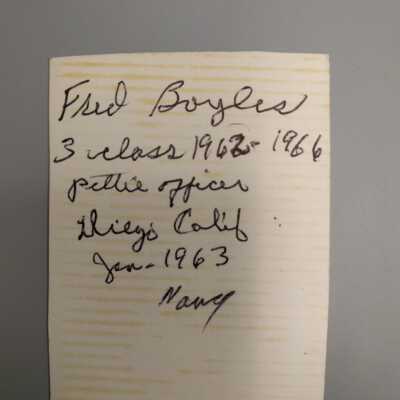 Fred Boyles
3 class 1962- 1966
pettie officer
Diego Calif
Jan-1963
Navy